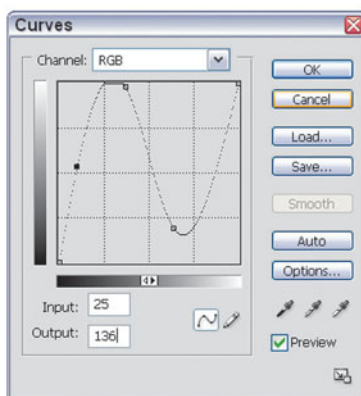 Curves
Channel: RGB
OK
Cancel
Load...
Save...
Smooth
Auto
Options...
Input: 25
Output: 136
Preview